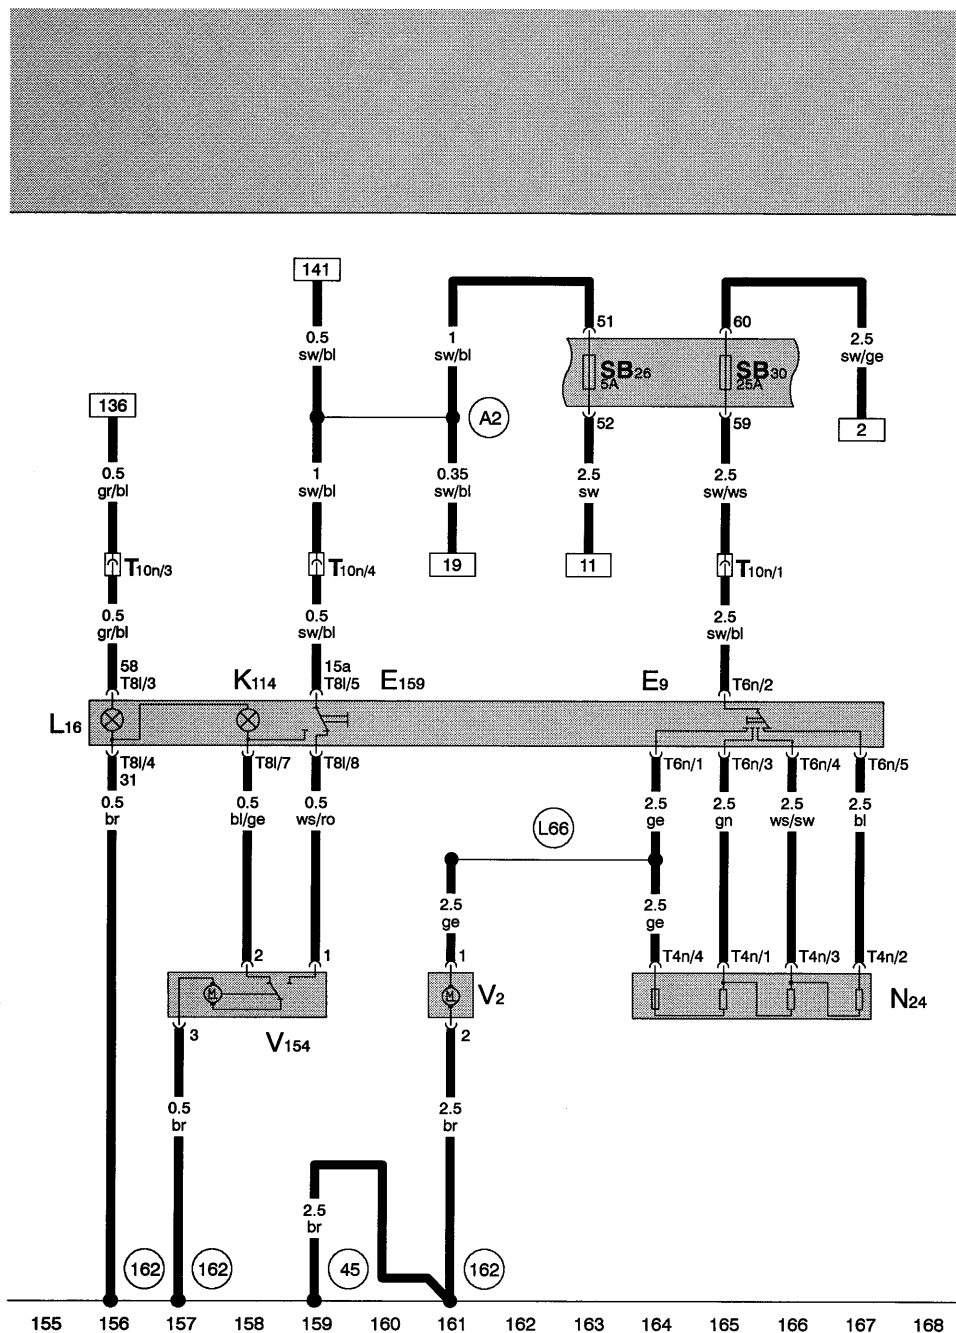 141
51
60
0.5
sw/bl
1
sw/bl
2.5
sw/ge
SB26
5A
SB30
25A
136
A2
52
59
2
0.5
gr/bl
1
sw/bl
0.35
sw/bl
2.5
sw
2.5
sw/ws
T10n/3
T10n/4
19
11
T10n/1
0.5
gr/bl
0.5
sw/bl
2.5
sw/bl
58
T8l/3
K114
15a
T8l/5
E159
E9
T6n/2
L16
T8l/4
31
T8l/7
T8l/8
T6n/1
T6n/3
T6n/4
T6n/5
0.5
br
0.5
bl/ge
0.5
ws/ro
2.5
ge
2.5
gn
2.5
ws/sw
2.5
bl
L66
2.5
ge
2.5
ge
2
1
1
T4n/4
T4n/1
T4n/3
T4n/2
M
M
V2
N24
3
V154
2
0.5
br
2.5
br
2.5
br
162
162
45
162
155 156 157 158 159 160 161 162 163 164 165 166 167 168